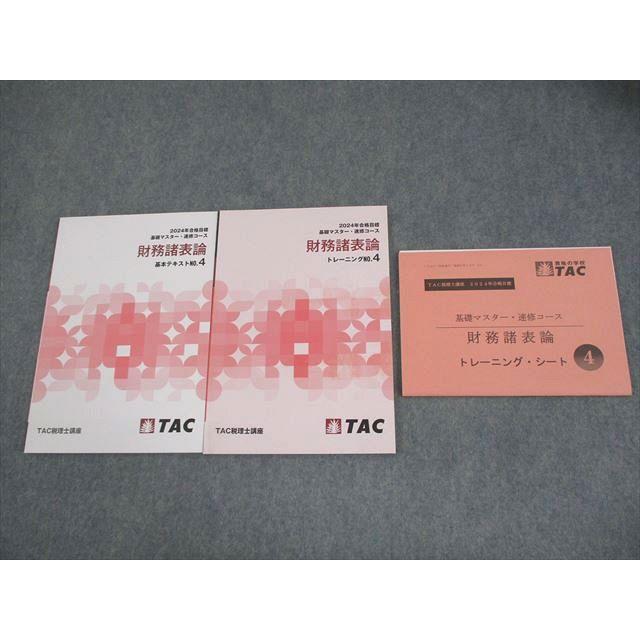 2024年合格目標
基礎マスター・速修コース
財務諸表論
基本テキストNO.4
TAC税理士講座
TAC
2024年合格目標
基礎マスター・速修コース
財務諸表論
トレーニングNO.4
TAC税理士講座
TAC
資格の学校
TAC
TAC税理士講座 2024年合格目標
基礎マスター・速修コース
財務諸表論
トレーニング・シート 4